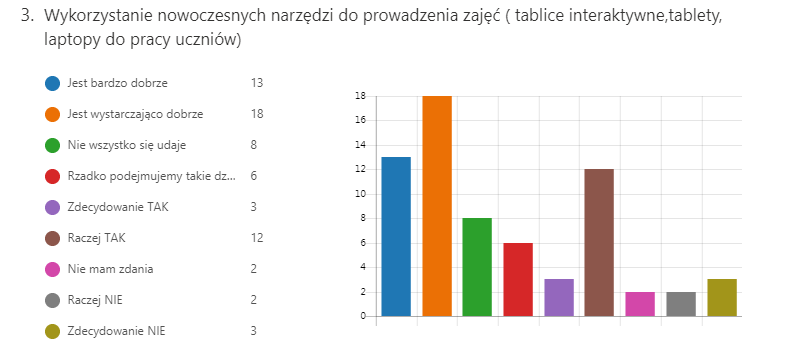 3. Wykorzystanie nowoczesnych narzędzi do prowadzenia zajęć ( tablice interaktywne,tablety,
laptopy do pracy uczniów)
Jest bardzo dobrze 13
Jest wystarczająco dobrze 18
Nie wszystko się udaje 8
Rzadko podejmujemy takie dz... 6
Zdecydowanie TAK 3
Raczej TAK 12
Nie mam zdania 2
Raczej NIE 2
Zdecydowanie NIE 3
18
16
14
12
10
8
6
4
2
0